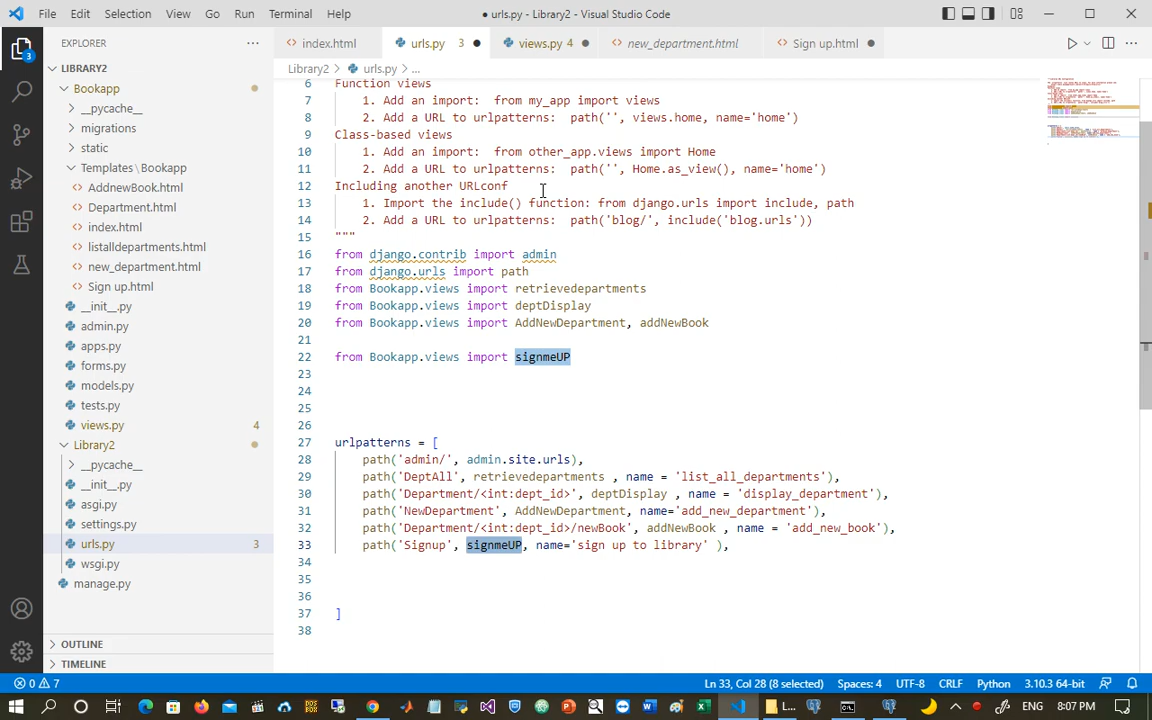 File Edit Selection View Go Run Terminal Help ● urls.py - Library2 - Visual Studio Code
EXPLORER ···
index.html urls.py 3 ● views.py 4 ● new_department.html Sign up.html ●
Library2 > urls.py > ...
LIBRARY2
Bookapp
__pycache__
migrations
static
Templates \ Bookapp
AddnewBook.html
Department.html
index.html
listalldepartments.html
new_department.html
Sign up.html
__init__.py
admin.py
apps.py
forms.py
models.py
tests.py
views.py 4
Library2
__pycache__
__init__.py
asgi.py
settings.py
urls.py 3
wsgi.py
manage.py
OUTLINE
TIMELINE
3
6 Function views
7 1. Add an import:  from my_app import views
8 2. Add a URL to urlpatterns:  path('', views.home, name='home')
9 Class-based views
10 1. Add an import:  from other_app.views import Home
11 2. Add a URL to urlpatterns:  path('', Home.as_view(), name='home')
12 Including another URLconf
13 1. Import the include() function: from django.urls import include, path
14 2. Add a URL to urlpatterns:  path('blog/', include('blog.urls'))
15 """
16 from django.contrib import admin
17 from django.urls import path
18 from Bookapp.views import retrievedepartments
19 from Bookapp.views import deptDisplay
20 from Bookapp.views import AddNewDepartment, addNewBook
21
22 from Bookapp.views import signmeUP
23
24
25
26
27 urlpatterns = [
28 path('admin/', admin.site.urls),
29 path('DeptAll', retrievedepartments , name = 'list_all_departments'),
30 path('Department/<int:dept_id>', deptDisplay , name = 'display_department'),
31 path('NewDepartment', AddNewDepartment, name='add_new_department'),
32 path('Department/<int:dept_id>/newBook', addNewBook , name = 'add_new_book'),
33 path('Signup', signmeUP, name='sign up to library' ),
34
35
36
37 ]
38
0 7 Ln 33, Col 28 (8 selected) Spaces: 4 UTF-8 CRLF Python 3.10.3 64-bit
L... ENG 8:07 PM